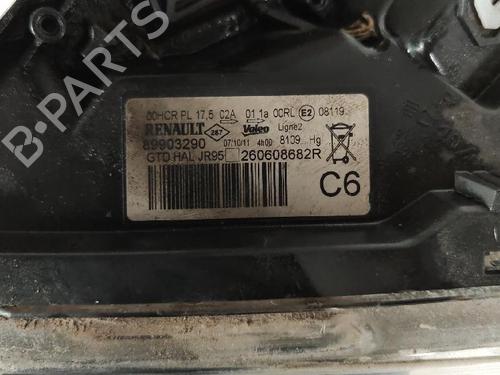 00HCR PL 17,5 02A 01 1a 00RL E2 08119
RENAULT 267 Valeo Ligne2
89903290 07/10/11 4h00 8109 Hg
GTD HAL JR95 260608682R
C6
B-PARTS